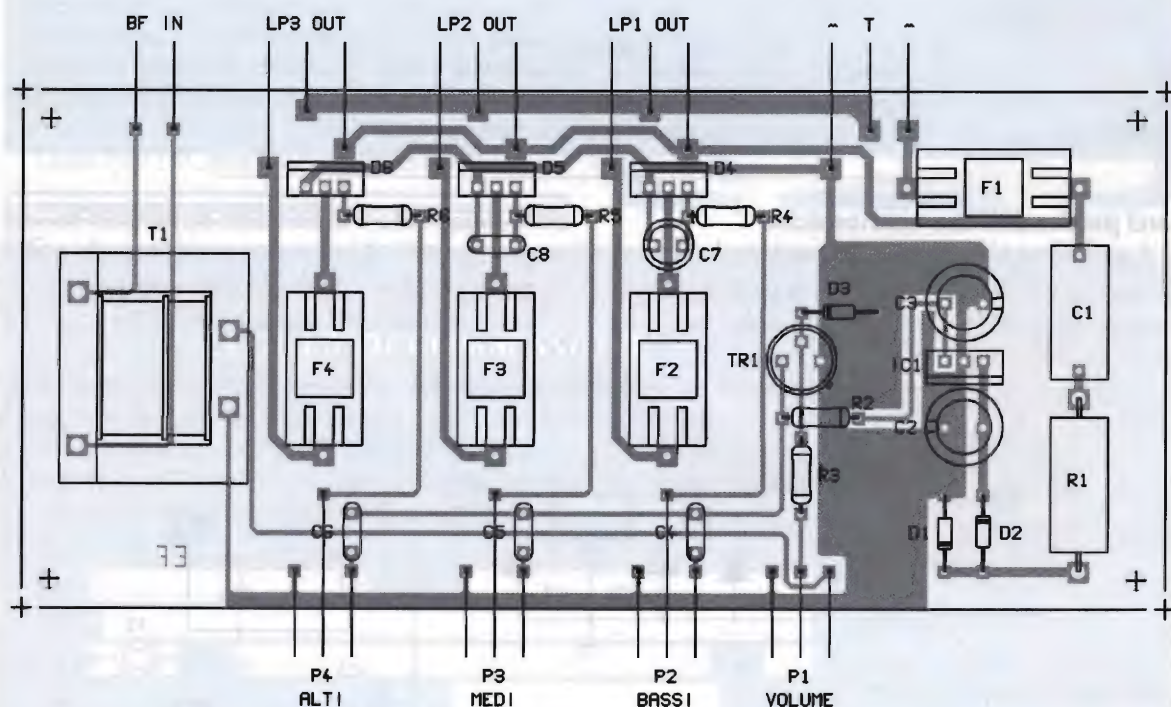 BF IN LP3 OUT LP2 OUT LP1 OUT ~ T ~
D6 D5 D4
F1
R6 R5 R4
T1
C8 C7
D3
C3 C1
TR1 IC1
F4 F3 F2
R2 C2
R3 R1
C6 C5 C4 D1 D2
P4 P3 P2 P1
ALTI MEDI BASSI VOLUME